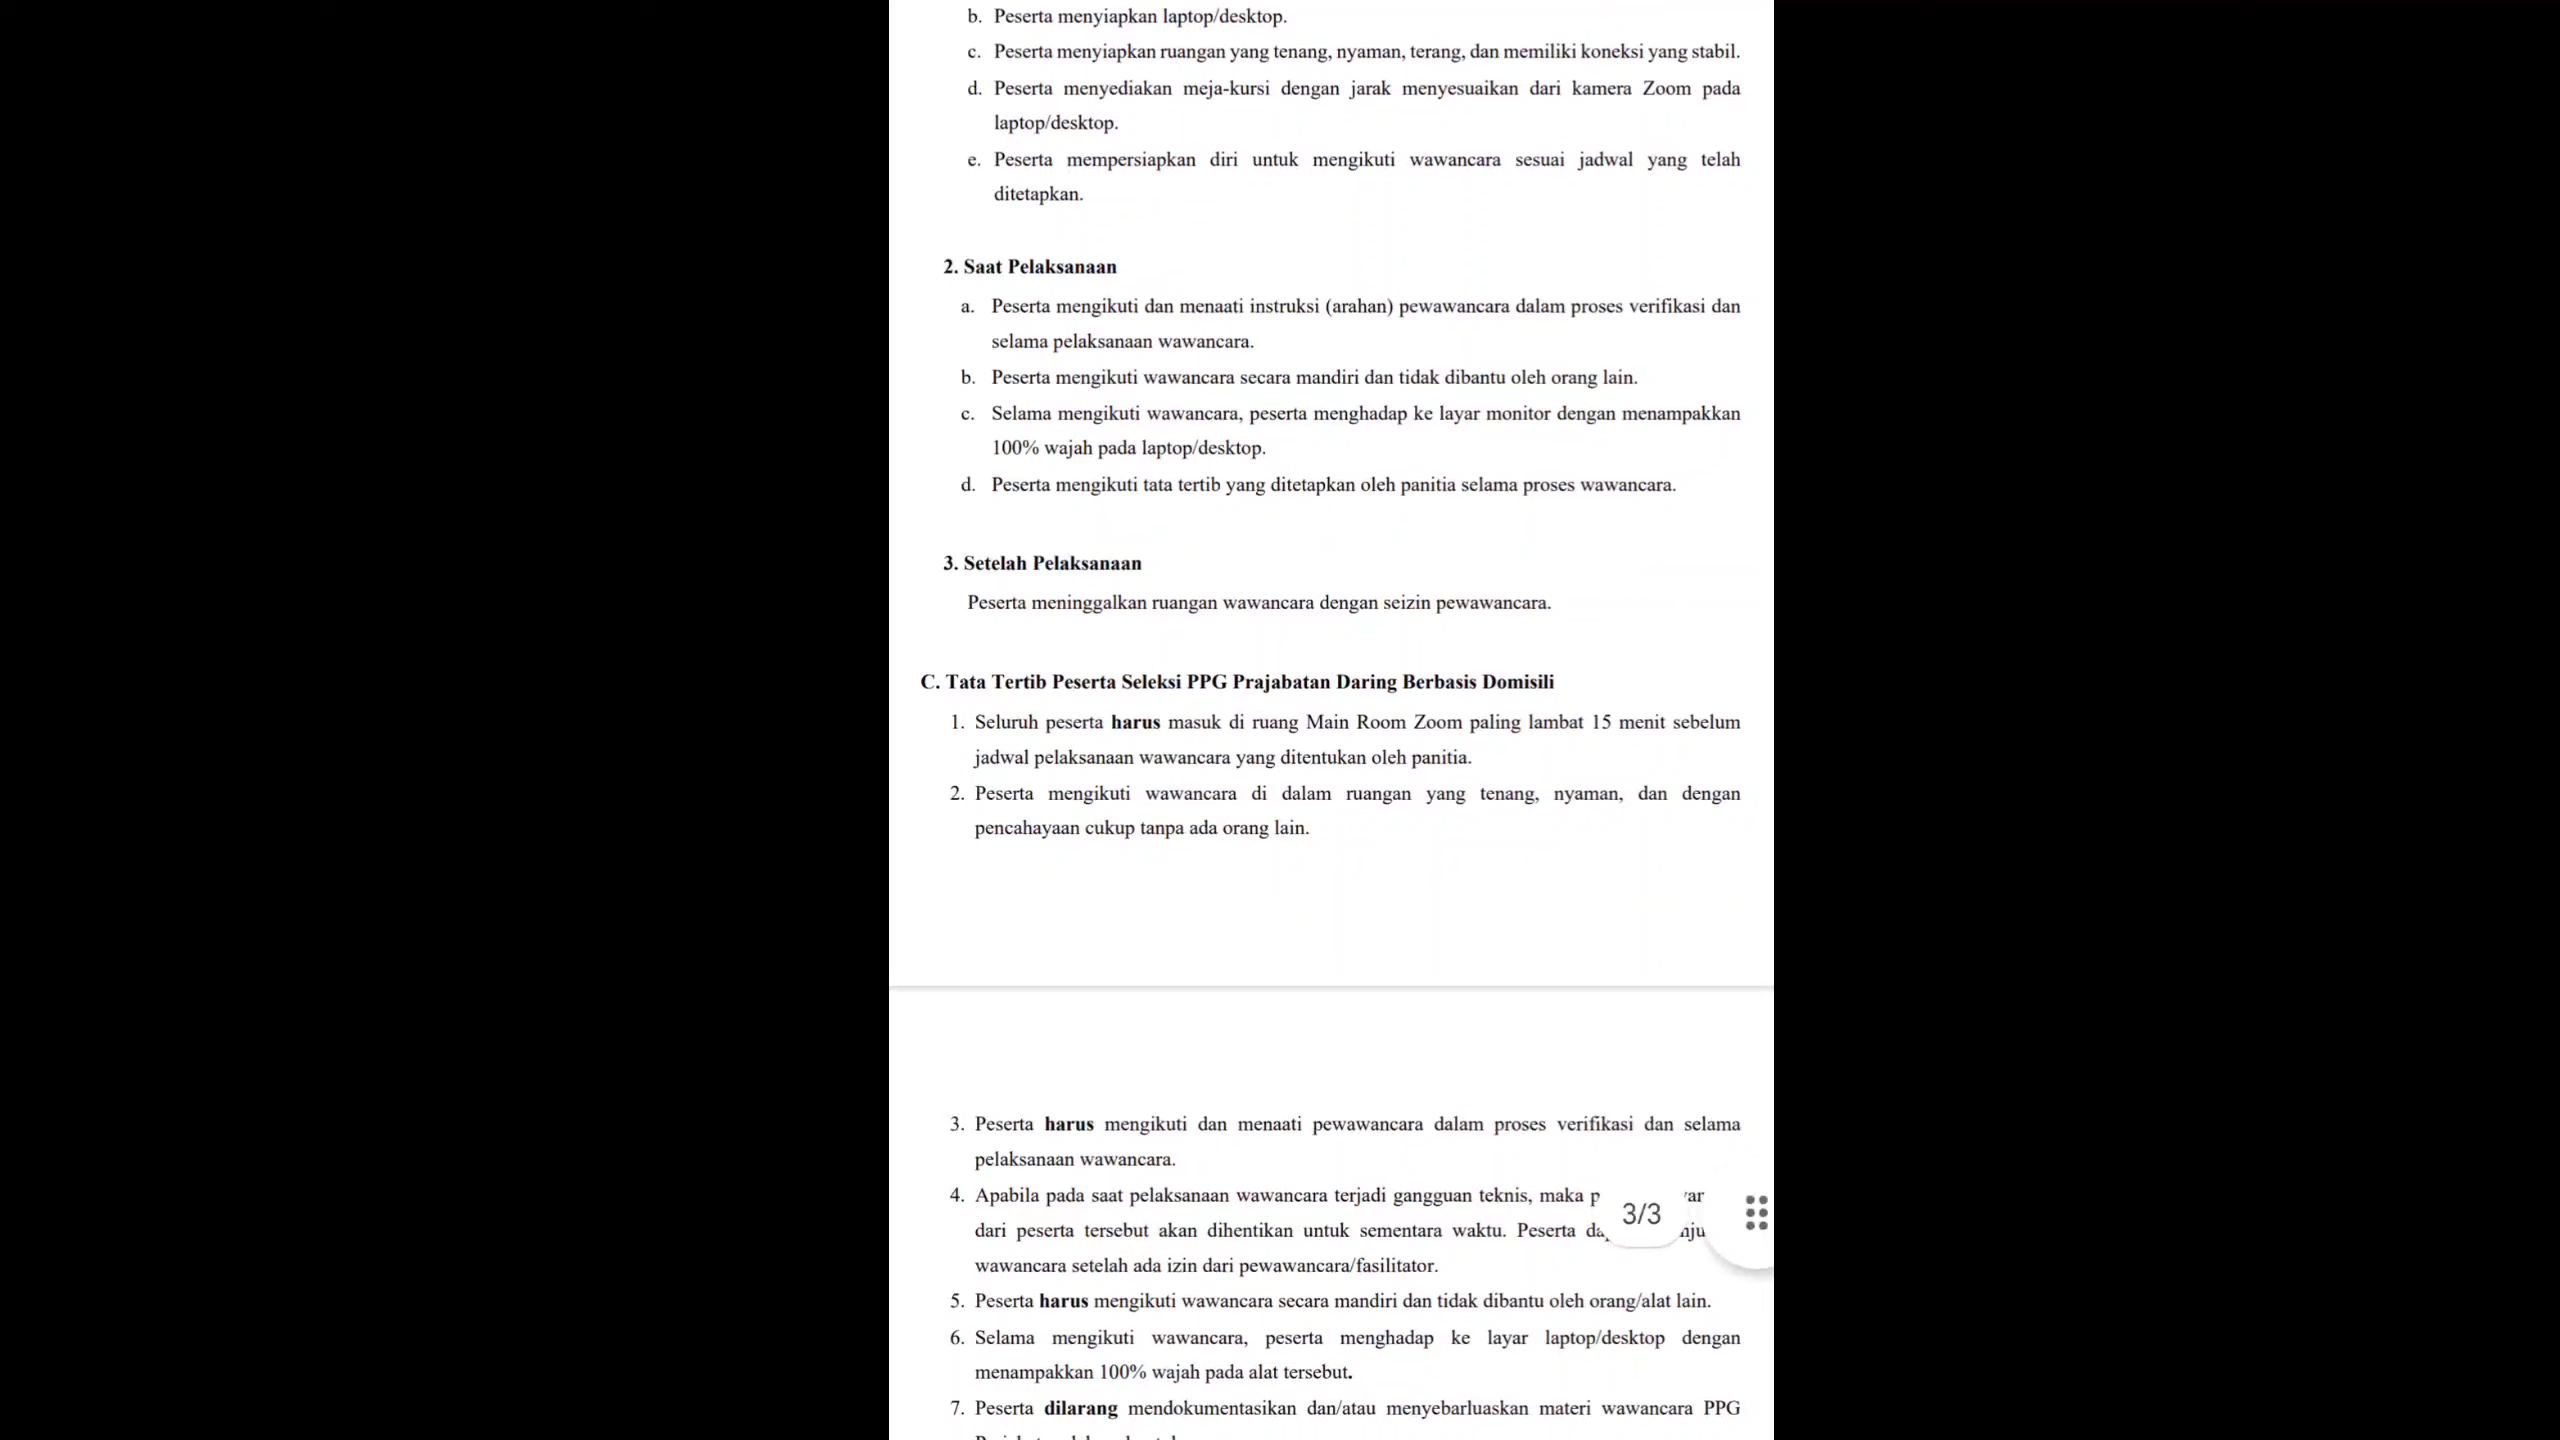 b. Peserta menyiapkan laptop/desktop.
c. Peserta menyiapkan ruangan yang tenang, nyaman, terang, dan memiliki koneksi yang stabil.
d. Peserta menyediakan meja-kursi dengan jarak menyesuaikan dari kamera Zoom pada
laptop/desktop.
e. Peserta mempersiapkan diri untuk mengikuti wawancara sesuai jadwal yang telah
ditetapkan.
2. Saat Pelaksanaan
a. Peserta mengikuti dan menaati instruksi (arahan) pewawancara dalam proses verifikasi dan
selama pelaksanaan wawancara.
b. Peserta mengikuti wawancara secara mandiri dan tidak dibantu oleh orang lain.
c. Selama mengikuti wawancara, peserta menghadap ke layar monitor dengan menampakkan
100% wajah pada laptop/desktop.
d. Peserta mengikuti tata tertib yang ditetapkan oleh panitia selama proses wawancara.
3. Setelah Pelaksanaan
Peserta meninggalkan ruangan wawancara dengan seizin pewawancara.
C. Tata Tertib Peserta Seleksi PPG Prajabatan Daring Berbasis Domisili
1. Seluruh peserta harus masuk di ruang Main Room Zoom paling lambat 15 menit sebelum
jadwal pelaksanaan wawancara yang ditentukan oleh panitia.
2. Peserta mengikuti wawancara di dalam ruangan yang tenang, nyaman, dan dengan
pencahayaan cukup tanpa ada orang lain.
3. Peserta harus mengikuti dan menaati pewawancara dalam proses verifikasi dan selama
pelaksanaan wawancara.
4. Apabila pada saat pelaksanaan wawancara terjadi gangguan teknis, maka
dari peserta tersebut akan dihentikan untuk sementara waktu. Peserta
3/3
wawancara setelah ada izin dari pewawancara/fasilitator.
5. Peserta harus mengikuti wawancara secara mandiri dan tidak dibantu oleh orang/alat lain.
6. Selama mengikuti wawancara, peserta menghadap ke layar laptop/desktop dengan
menampakkan 100% wajah pada alat tersebut.
7. Peserta dilarang mendokumentasikan dan/atau menyebarluaskan materi wawancara PPG